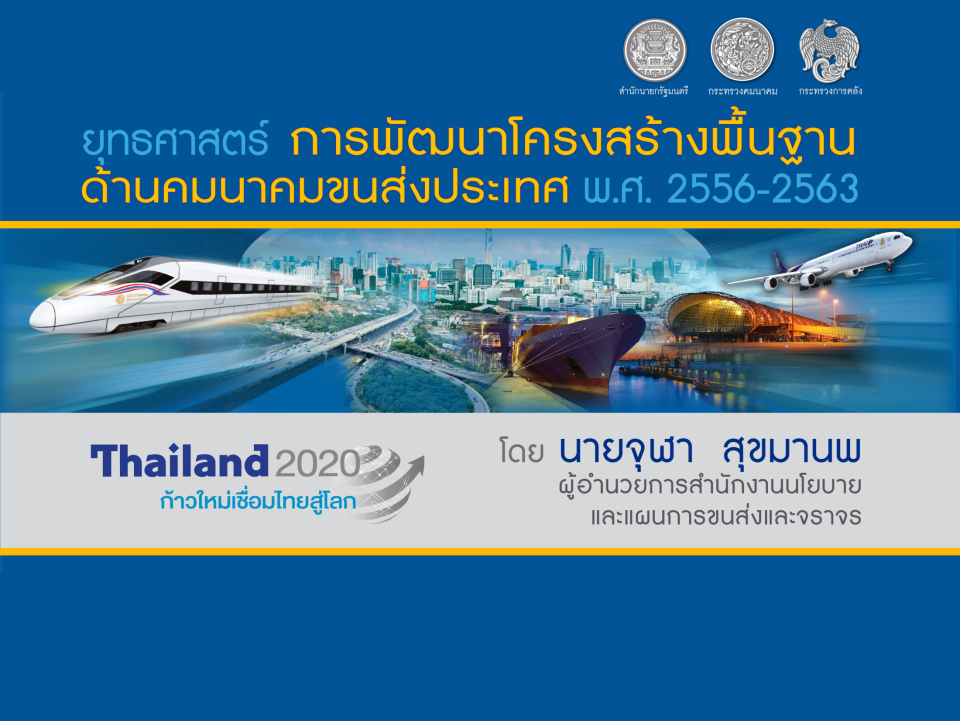 สำนักนายกรัฐมนตรี กระทรวงคมนาคม กระทรวงการคลัง
ยุทธศาสตร์ การพัฒนาโครงสร้างพื้นฐาน
ด้านคมนาคมขนส่งประเทศ พ.ศ. 2556-2563
Thailand 2020
ก้าวใหม่เชื่อมไทยสู่โลก
โดย นายจุฬา สุขมานพ
ผู้อำนวยการสำนักงานนโยบาย
และแผนการขนส่งและจราจร